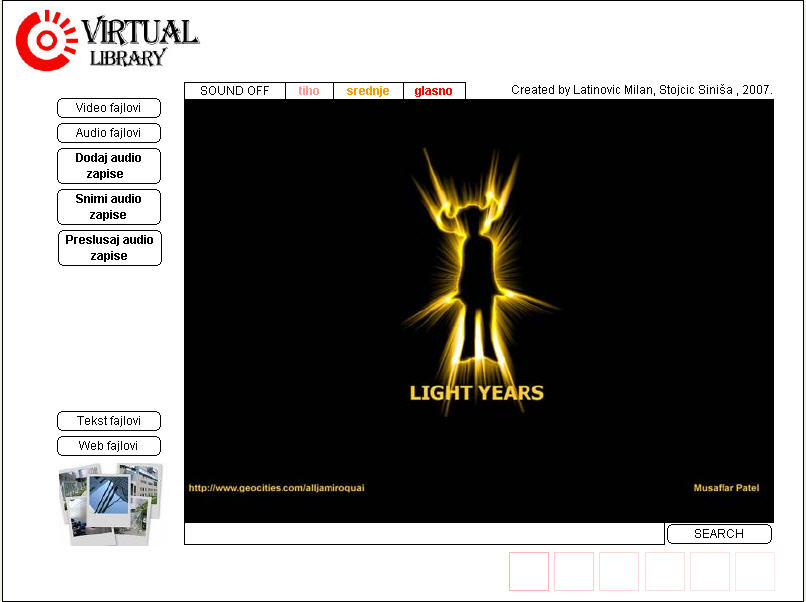 VIRTUAL
LIBRARY
SOUND OFF tiho srednje glasno
Created by Latinovic Milan, Stojcic Siniša , 2007.
Video fajlovi
Audio fajlovi
Dodaj audio
zapise
Snimi audio
zapise
Preslusaj audio
zapise
LIGHT YEARS
Tekst fajlovi
Web fajlovi
http://www.geocities.com/alljamiroquai
Musaffar Patel
SEARCH